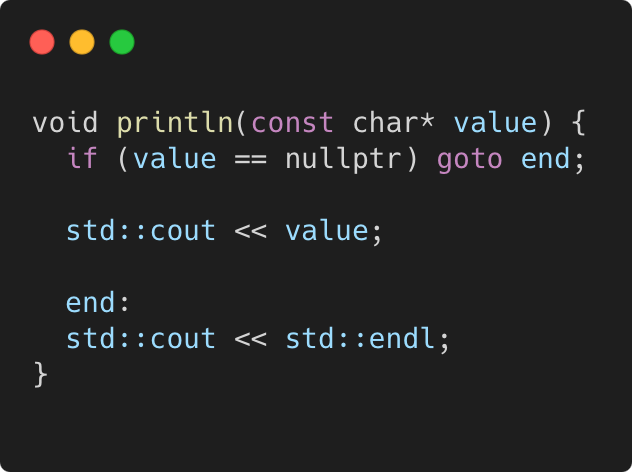 void println(const char* value) {
  if (value == nullptr) goto end;

  std::cout << value;

  end:
  std::cout << std::endl;
}